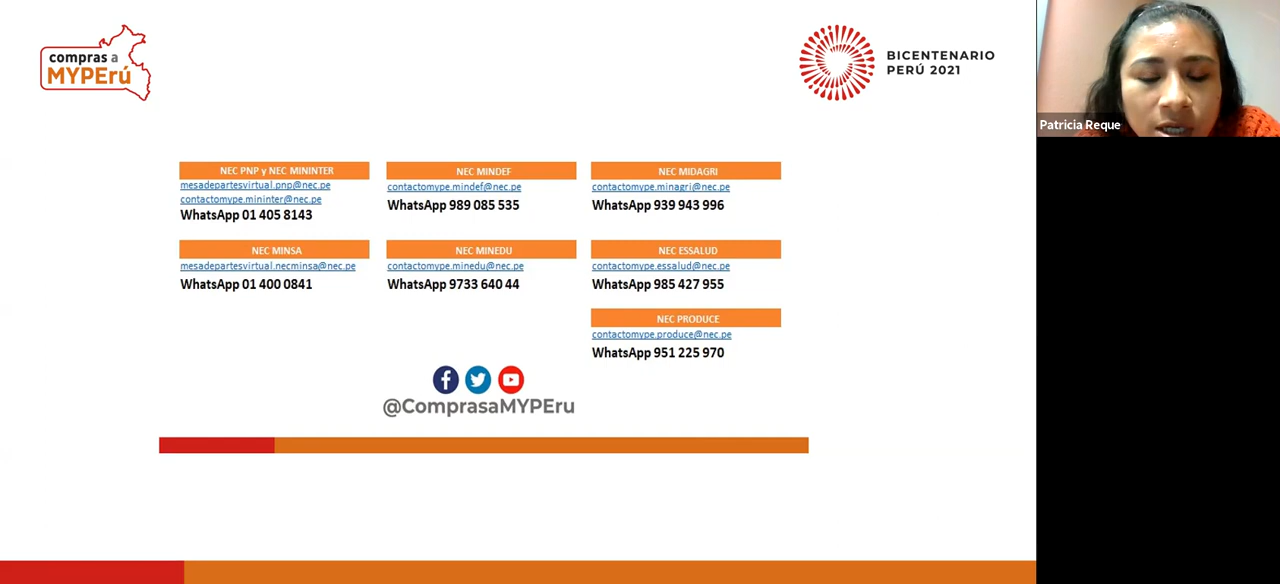 compras a
MYPErú
BICENTENARIO
PERÚ 2021
Patricia Reque
NEC PNP y NEC MININTER
mesadepartesvirtual.pnp@nec.pe
contactomype.mininter@nec.pe
WhatsApp 01 405 8143
NEC MINDEF
contactomype.mindef@nec.pe
WhatsApp 989 085 535
NEC MIDAGRI
contactomype.minagri@nec.pe
WhatsApp 939 943 996
NEC MINSA
mesadepartesvirtual.necminsa@nec.pe
WhatsApp 01 400 0841
NEC MINEDU
contactomype.minedu@nec.pe
WhatsApp 9733 640 44
NEC ESSALUD
contactomype.essalud@nec.pe
WhatsApp 985 427 955
NEC PRODUCE
contactomype.produce@nec.pe
WhatsApp 951 225 970
@ComprasaMYPEru